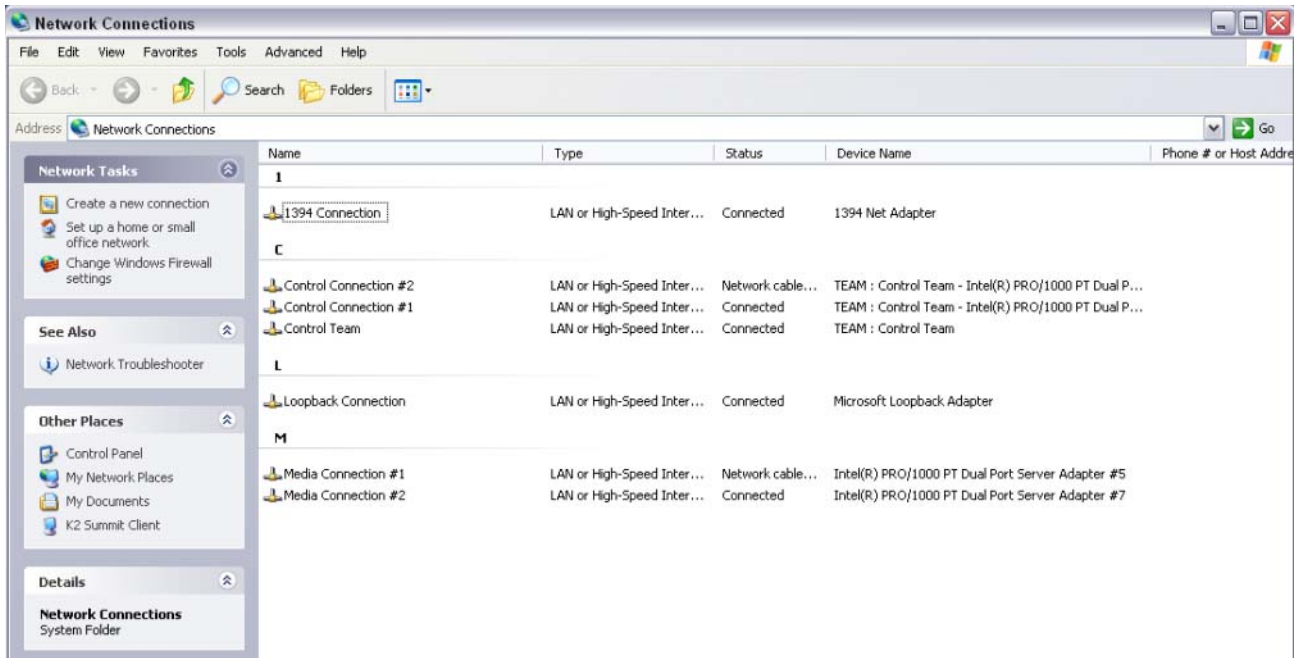 Network Connections
File Edit View Favorites Tools Advanced Help
Back Search Folders
Address Network Connections Go
Network Tasks
Create a new connection
Set up a home or small
office network
Change Windows Firewall
settings
See Also
Network Troubleshooter
Other Places
Control Panel
My Network Places
My Documents
K2 Summit Client
Details
Network Connections
System Folder
Name Type Status Device Name Phone # or Host Addre
1
1394 Connection LAN or High-Speed Inter... Connected 1394 Net Adapter
C
Control Connection #2 LAN or High-Speed Inter... Network cable... TEAM : Control Team - Intel(R) PRO/1000 PT Dual P...
Control Connection #1 LAN or High-Speed Inter... Connected TEAM : Control Team - Intel(R) PRO/1000 PT Dual P...
Control Team LAN or High-Speed Inter... Connected TEAM : Control Team
L
Loopback Connection LAN or High-Speed Inter... Connected Microsoft Loopback Adapter
M
Media Connection #1 LAN or High-Speed Inter... Network cable... Intel(R) PRO/1000 PT Dual Port Server Adapter #5
Media Connection #2 LAN or High-Speed Inter... Connected Intel(R) PRO/1000 PT Dual Port Server Adapter #7